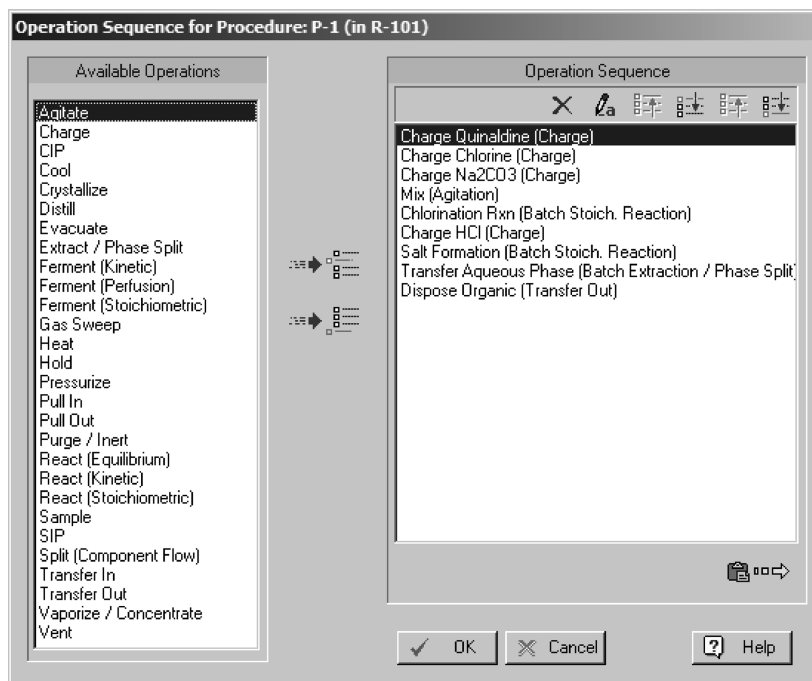 Operation Sequence for Procedure: P-1 (in R-101)
Available Operations
Agitate
Charge
CIP
Cool
Crystallize
Distill
Evacuate
Extract / Phase Split
Ferment (Kinetic)
Ferment (Perfusion)
Ferment (Stoichiometric)
Gas Sweep
Heat
Hold
Pressurize
Pull In
Pull Out
Purge / Inert
React (Equilibrium)
React (Kinetic)
React (Stoichiometric)
Sample
SIP
Split (Component Flow)
Transfer In
Transfer Out
Vaporize / Concentrate
Vent
Operation Sequence
a
Charge Quinaldine (Charge)
Charge Chlorine (Charge)
Charge Na2CO3 (Charge)
Mix (Agitation)
Chlorination Rxn (Batch Stoich. Reaction)
Charge HCl (Charge)
Salt Formation (Batch Stoich. Reaction)
Transfer Aqueous Phase (Batch Extraction / Phase Split)
Dispose Organic (Transfer Out)
OK
Cancel
? Help